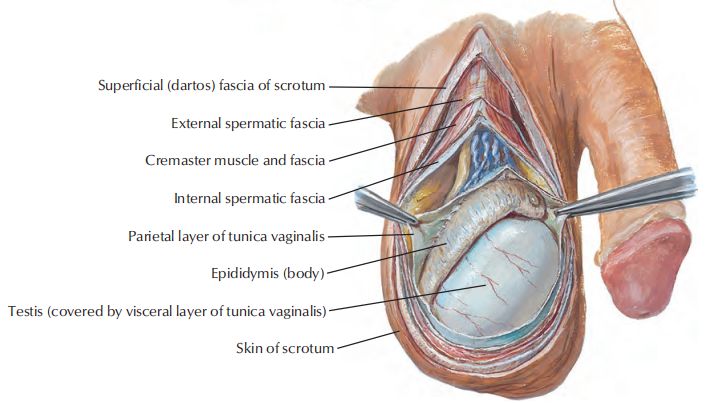 Superficial (dartos) fascia of scrotum
External spermatic fascia
Cremaster muscle and fascia
Internal spermatic fascia
Parietal layer of tunica vaginalis
Epididymis (body)
Testis (covered by visceral layer of tunica vaginalis)
Skin of scrotum